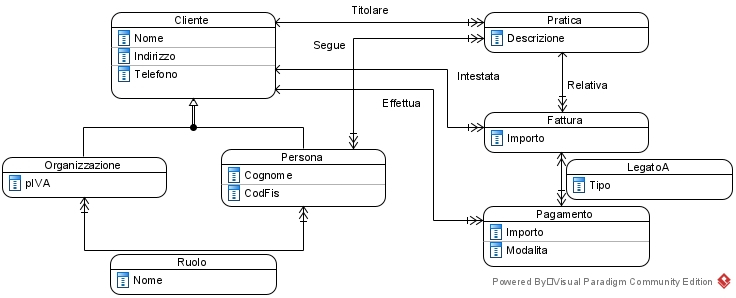 Cliente
Nome
Indirizzo
Telefono
Titolare
Pratica
Descrizione
Segue
Intestata
Relativa
Effettua
Fattura
Importo
Organizzazione
pIVA
Persona
Cognome
CodFis
LegatoA
Tipo
Pagamento
Importo
Modalita
Ruolo
Nome
Powered By Visual Paradigm Community Edition